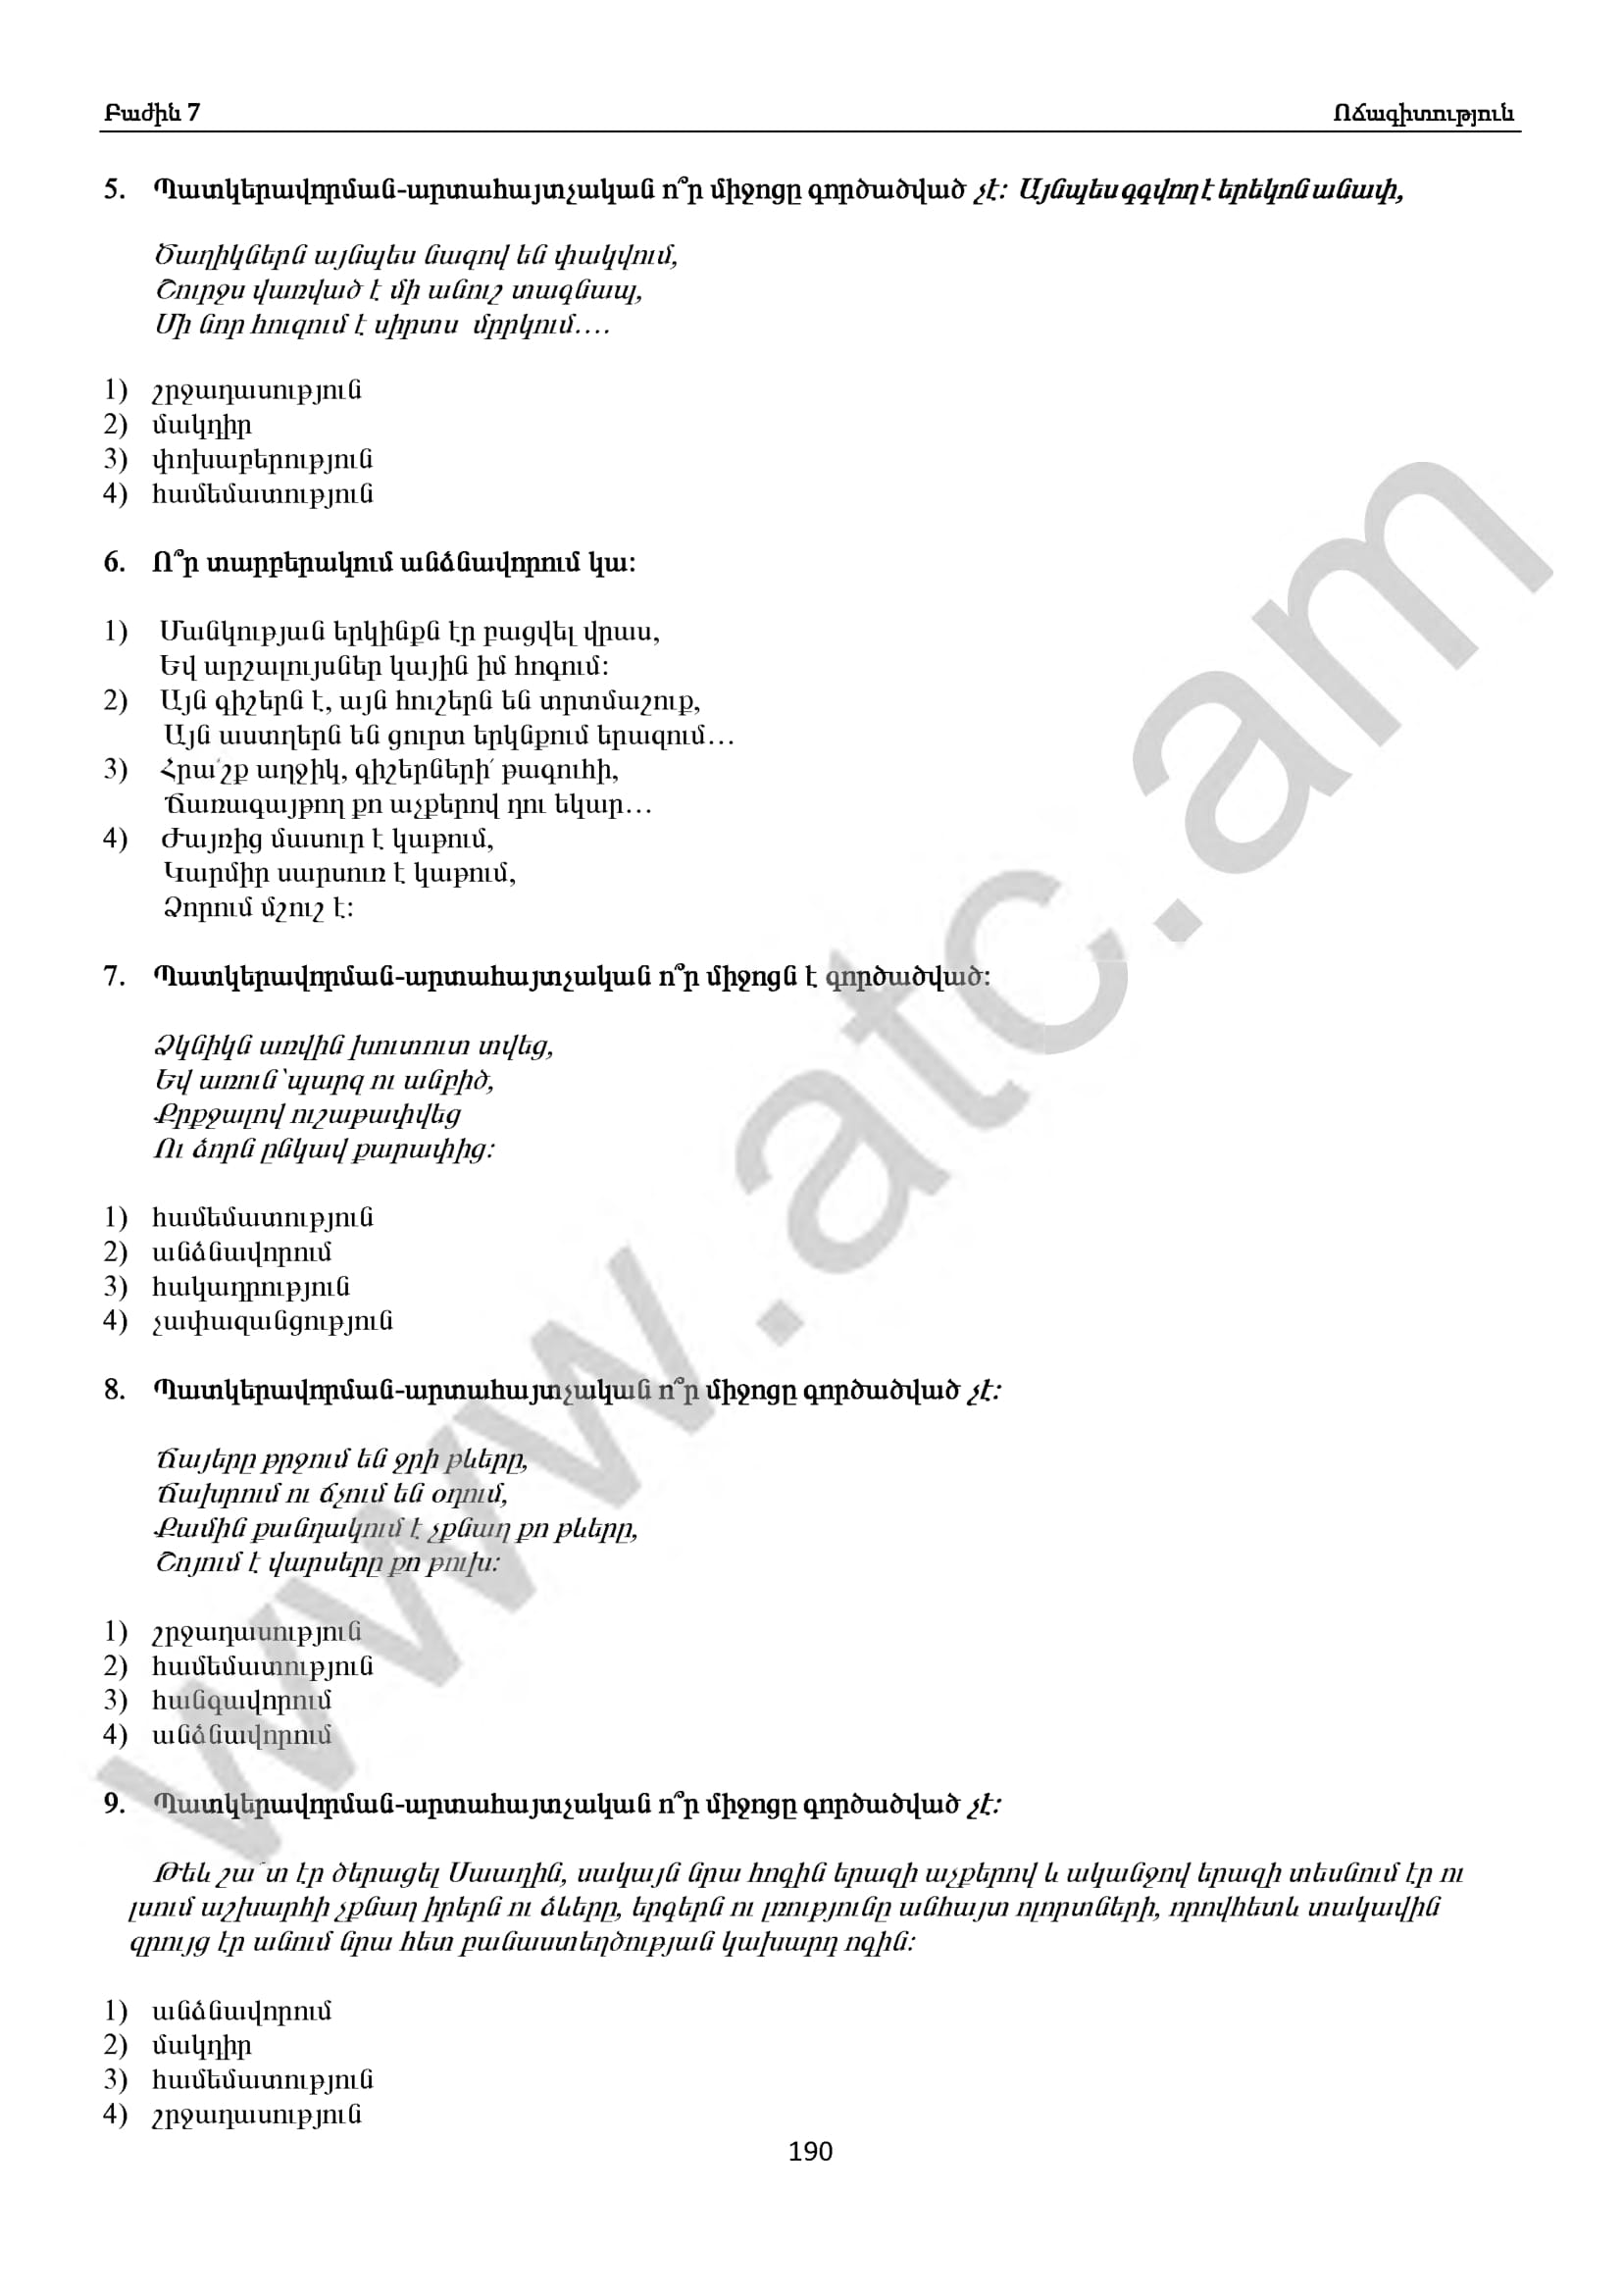 Բաժին 7 Ոճագիտություն
5. Պատկերավորման-արտահայտչական ո՞ր միջոցը գործածված չէ: Այնպես գգվող է երեկոն անափ,
Ծաղիկներն այնպես նազով են փակվում,
Շուրջս վառված է մի անուշ տագնապ,
Մի նոր հուզում է սիրտս մրրկում….
1) շրջադասություն
2) մակդիր
3) փոխաբերություն
4) համեմատություն
6. Ո՞ր տարբերակում անձնավորում կա:
1) Մանկության երկինքն էր բացվել վրաս,
Եվ արշալույսներ կային իմ հոգում:
2) Այն գիշերն է, այն հուշերն են տրտմաշուք,
Այն աստղերն են ցուրտ երկնքում երազում…
3) Հրա՜շք աղջիկ, գիշերների՛ թագուհի,
Ճառագայթող քո աչքերով դու եկար…
4) Ժայռից մասուր է կաթում,
Կարմիր սարսուռ է կաթում,
Ձորում մշուշ է:
7. Պատկերավորման-արտահայտչական ո՞ր միջոցն է գործածված:
Ձկնիկն առվին խուտուտ տվեց,
Եվ առուն՝ պարզ ու անբիծ,
Քրքջալով ուշաթափվեց
Ու ձորն ընկավ քարափից:
1) համեմատություն
2) անձնավորում
3) հակադրություն
4) չափազանցություն
8. Պատկերավորման-արտահայտչական ո՞ր միջոցը գործածված չէ:
Ճայերը թրջում են ջրի թևերը,
Ճախրում ու ճչում են օդում,
Քամին քանդակում է չքնաղ քո թևերը,
Շոյում է վարսերը քո թուխ:
1) շրջադասություն
2) համեմատություն
3) հանգավորում
4) անձնավորում
9. Պատկերավորման-արտահայտչական ո՞ր միջոցը գործածված չէ:
Թեև շա՜տ էր ծերացել Սաադին, սակայն նրա հոգին երազի աչքերով և ականջով երազի տեսնում էր ու
լսում աշխարհի չքնաղ իրերն ու ձևերը, երգերն ու լռությունը անհայտ ոլորտների, որովհետև տակավին
զրույց էր անում նրա հետ բանաստեղծության կախարդ ոգին:
1) անձնավորում
2) մակդիր
3) համեմատություն
4) շրջադասություն
190
www.atc.am